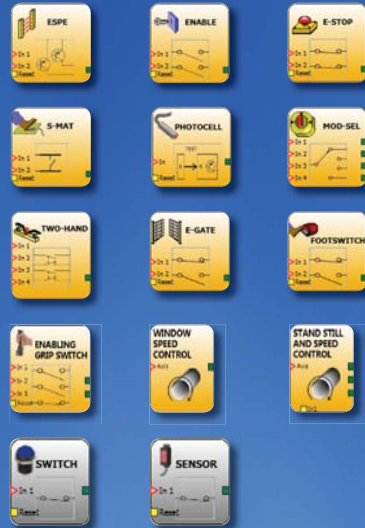 ESPE
In 1
In 2
Reset
ENABLE
In 1
In 2
Reset
E-STOP
In 1
In 2
Reset
S-MAT
In 1
In 2
Reset
PHOTOCELL
TEST
In
Reset
MOD-SEL
In 1
In 2
In 3
In 4
TWO-HAND
In 1
In 2
In 3
In 4
E-GATE
In 1
In 2
Reset
FOOTSWITCH
In 1
In 2
Reset
ENABLING
GRIP SWITCH
In 1
In 2
In 3
Reset
WINDOW
SPEED
CONTROL
Axis
STAND STILL
AND SPEED
CONTROL
Axis
SWITCH
In 1
Reset
SENSOR
In 1
Reset